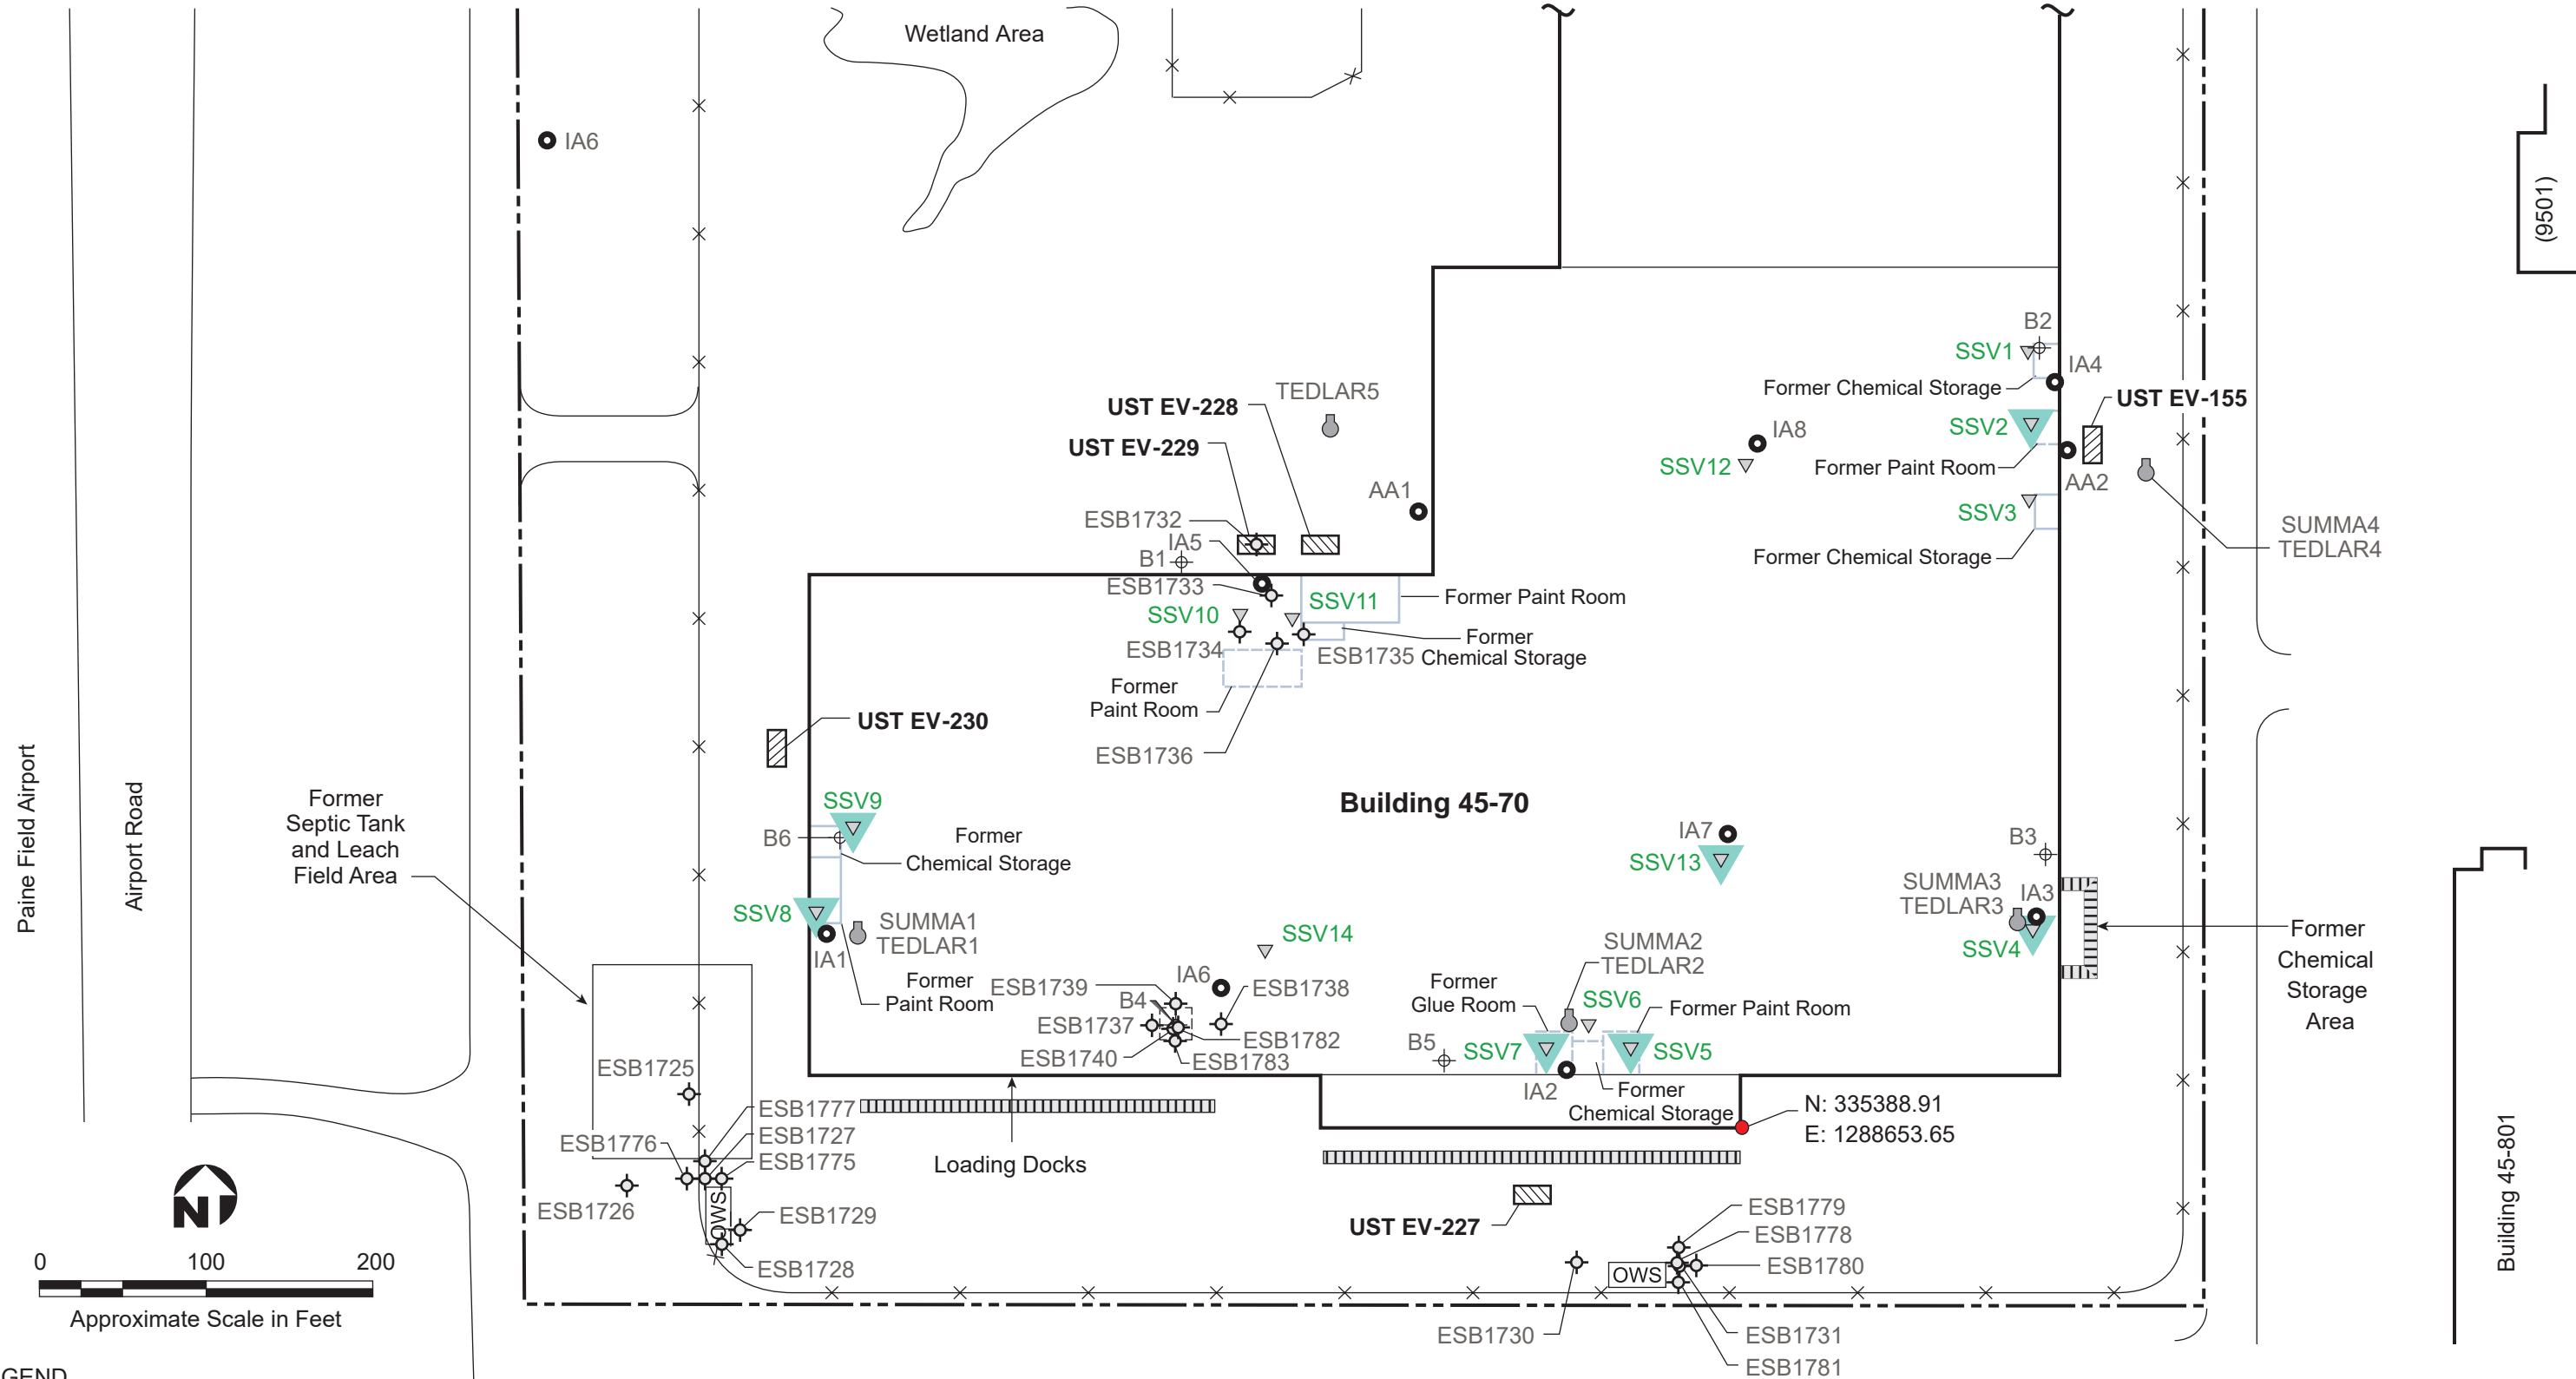 Wetland Area
IA6
(9501)
B2
SSV1
IA4
Former Chemical Storage
TEDLAR5
UST EV-228
UST EV-155
SSV2
IA8
UST EV-229
SSV12
Former Paint Room
AA1
AA2
SSV3
ESB1732
IA5
B1
SUMMA4
TEDLAR4
Former Chemical Storage
ESB1733
SSV11
Former Paint Room
SSV10
Former
Chemical Storage
ESB1734
ESB1735
Former
Paint Room
UST EV-230
ESB1736
Paine Field Airport
Airport Road
Former
Septic Tank
and Leach
Field Area
SSV9
Building 45-70
B6
Former
Chemical Storage
IA7
SSV13
B3
SUMMA3
TEDLAR3
IA3
SSV8
SUMMA1
TEDLAR1
IA1
SSV14
SUMMA2
TEDLAR2
SSV4
Former
Chemical
Storage
Area
Former
Paint Room
IA6
ESB1739
ESB1738
B4
Former
Glue Room
SSV6
Former Paint Room
ESB1737
ESB1782
ESB1740
ESB1783
B5
SSV7
SSV5
ESB1725
IA2
Former
Chemical Storage
N: 335388.91
E: 1288653.65
ESB1777
ESB1727
ESB1776
ESB1775
Loading Docks
Building 45-801
N
ESB1726
OWS
ESB1729
ESB1728
UST EV-227
ESB1779
ESB1778
OWS
ESB1780
0 100 200
Approximate Scale in Feet
ESB1730
ESB1731
ESB1781
GEND